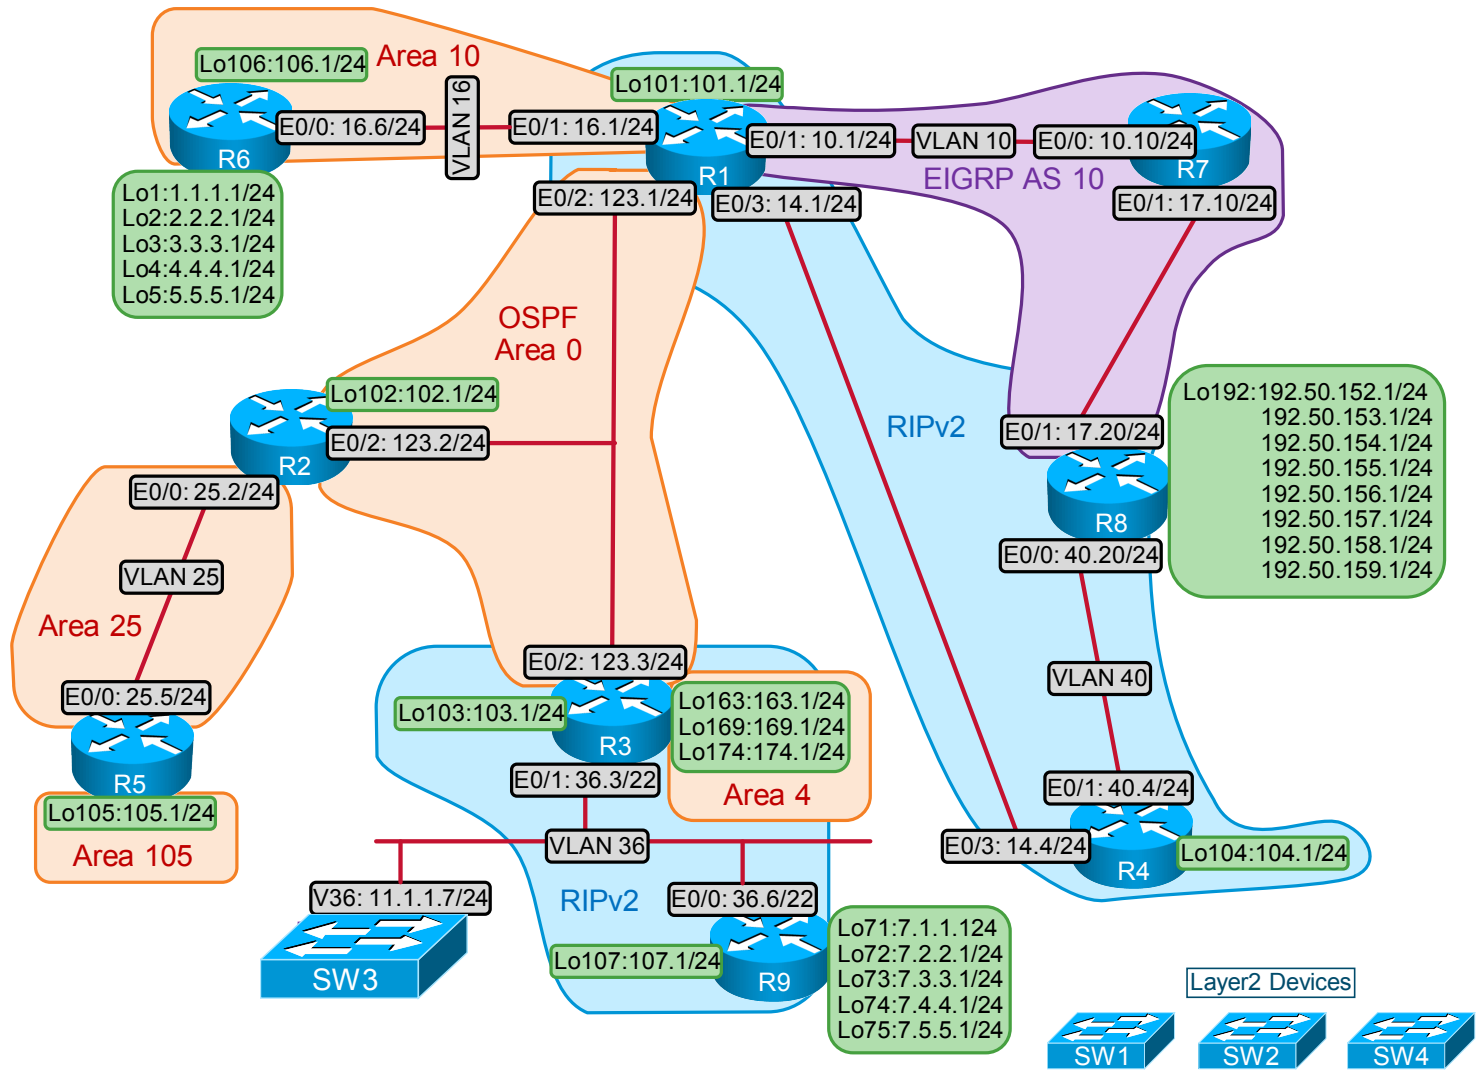 Area 10
Lo106:106.1/24
R6
E0/0: 16.6/24
VLAN 16
E0/1: 16.1/24
Lo1:1.1.1.1/24
Lo2:2.2.2.1/24
Lo3:3.3.3.1/24
Lo4:4.4.4.1/24
Lo5:5.5.5.1/24
Lo101:101.1/24
R1
E0/1: 10.1/24
VLAN 10
E0/0: 10.10/24
R7
EIGRP AS 10
E0/1: 17.10/24
E0/2: 123.1/24
E0/3: 14.1/24
OSPF
Area 0
Lo102:102.1/24
E0/2: 123.2/24
R2
E0/0: 25.2/24
VLAN 25
Area 25
E0/0: 25.5/24
R5
Lo105:105.1/24
Area 105
RIPv2
E0/1: 17.20/24
R8
E0/0: 40.20/24
Lo192:192.50.152.1/24
192.50.153.1/24
192.50.154.1/24
192.50.155.1/24
192.50.156.1/24
192.50.157.1/24
192.50.158.1/24
192.50.159.1/24
VLAN 40
E0/1: 40.4/24
E0/3: 14.4/24
R4
Lo104:104.1/24
E0/2: 123.3/24
Lo103:103.1/24
R3
Lo163:163.1/24
Lo169:169.1/24
Lo174:174.1/24
Area 4
E0/1: 36.3/22
VLAN 36
V36: 11.1.1.7/24
SW3
RIPv2
E0/0: 36.6/22
Lo107:107.1/24
R9
Lo71:7.1.1.124
Lo72:7.2.2.1/24
Lo73:7.3.3.1/24
Lo74:7.4.4.1/24
Lo75:7.5.5.1/24
Layer2 Devices
SW1
SW2
SW4